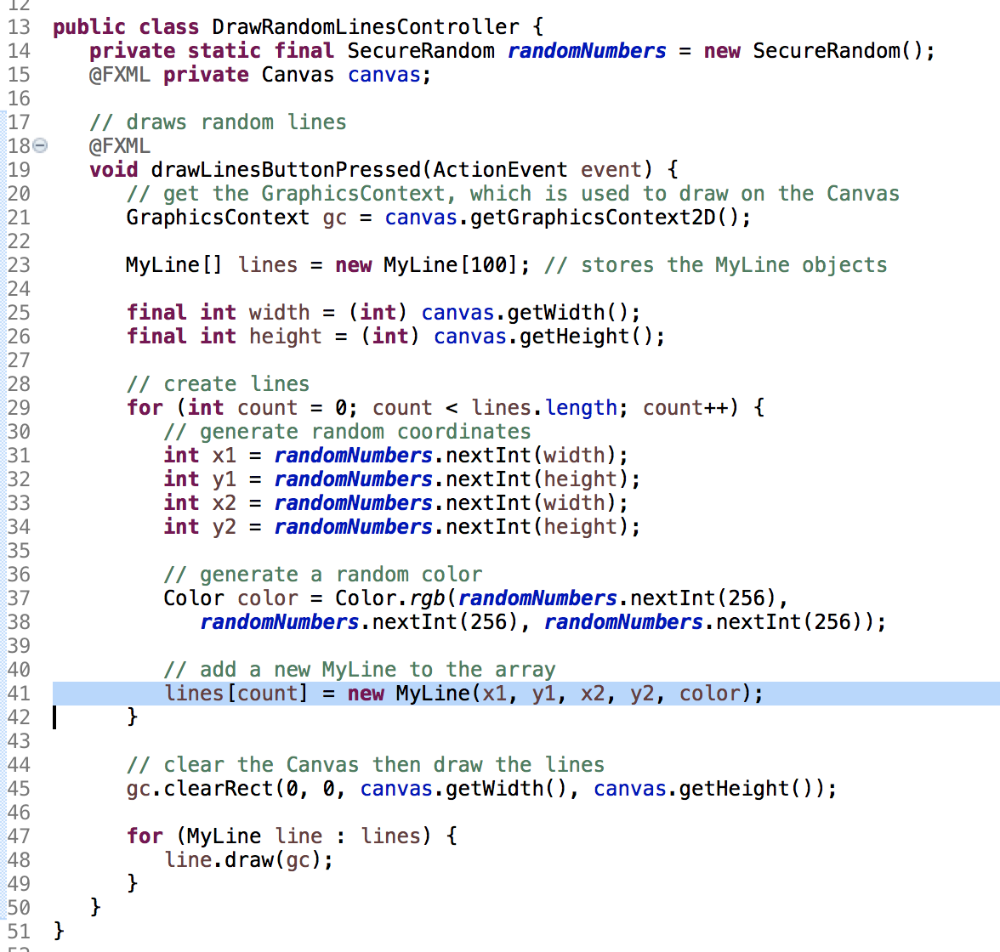 12
13 public class DrawRandomLinesController {
14    private static final SecureRandom randomNumbers = new SecureRandom();
15    @FXML private Canvas canvas;
16
17    // draws random lines
18    @FXML
19    void drawLinesButtonPressed(ActionEvent event) {
20       // get the GraphicsContext, which is used to draw on the Canvas
21       GraphicsContext gc = canvas.getGraphicsContext2D();
22
23       MyLine[] lines = new MyLine[100]; // stores the MyLine objects
24
25       final int width = (int) canvas.getWidth();
26       final int height = (int) canvas.getHeight();
27
28       // create lines
29       for (int count = 0; count < lines.length; count++) {
30          // generate random coordinates
31          int x1 = randomNumbers.nextInt(width);
32          int y1 = randomNumbers.nextInt(height);
33          int x2 = randomNumbers.nextInt(width);
34          int y2 = randomNumbers.nextInt(height);
35
36          // generate a random color
37          Color color = Color.rgb(randomNumbers.nextInt(256),
38             randomNumbers.nextInt(256), randomNumbers.nextInt(256));
39
40          // add a new MyLine to the array
41          lines[count] = new MyLine(x1, y1, x2, y2, color);
42       }
43
44       // clear the Canvas then draw the lines
45       gc.clearRect(0, 0, canvas.getWidth(), canvas.getHeight());
46
47       for (MyLine line : lines) {
48          line.draw(gc);
49       }
50    }
51 }
52